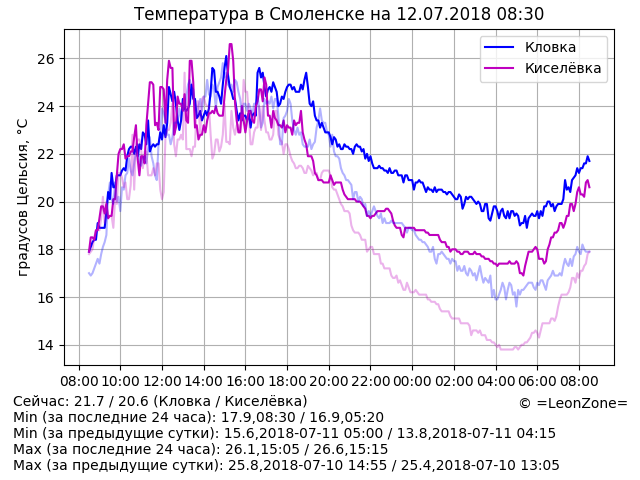 Температура в Смоленске на 12.07.2018 08:30
Кловка
Киселёвка
градусов Цельсия, °C
26
24
22
20
18
16
14
08:00 10:00 12:00 14:00 16:00 18:00 20:00 22:00 00:00 02:00 04:00 06:00 08:00
Сейчас: 21.7 / 20.6 (Кловка / Киселёвка)
© =LeonZone=
Min (за последние 24 часа): 17.9,08:30 / 16.9,05:20
Min (за предыдущие сутки): 15.6,2018-07-11 05:00 / 13.8,2018-07-11 04:15
Max (за последние 24 часа): 26.1,15:05 / 26.6,15:15
Max (за предыдущие сутки): 25.8,2018-07-10 14:55 / 25.4,2018-07-10 13:05